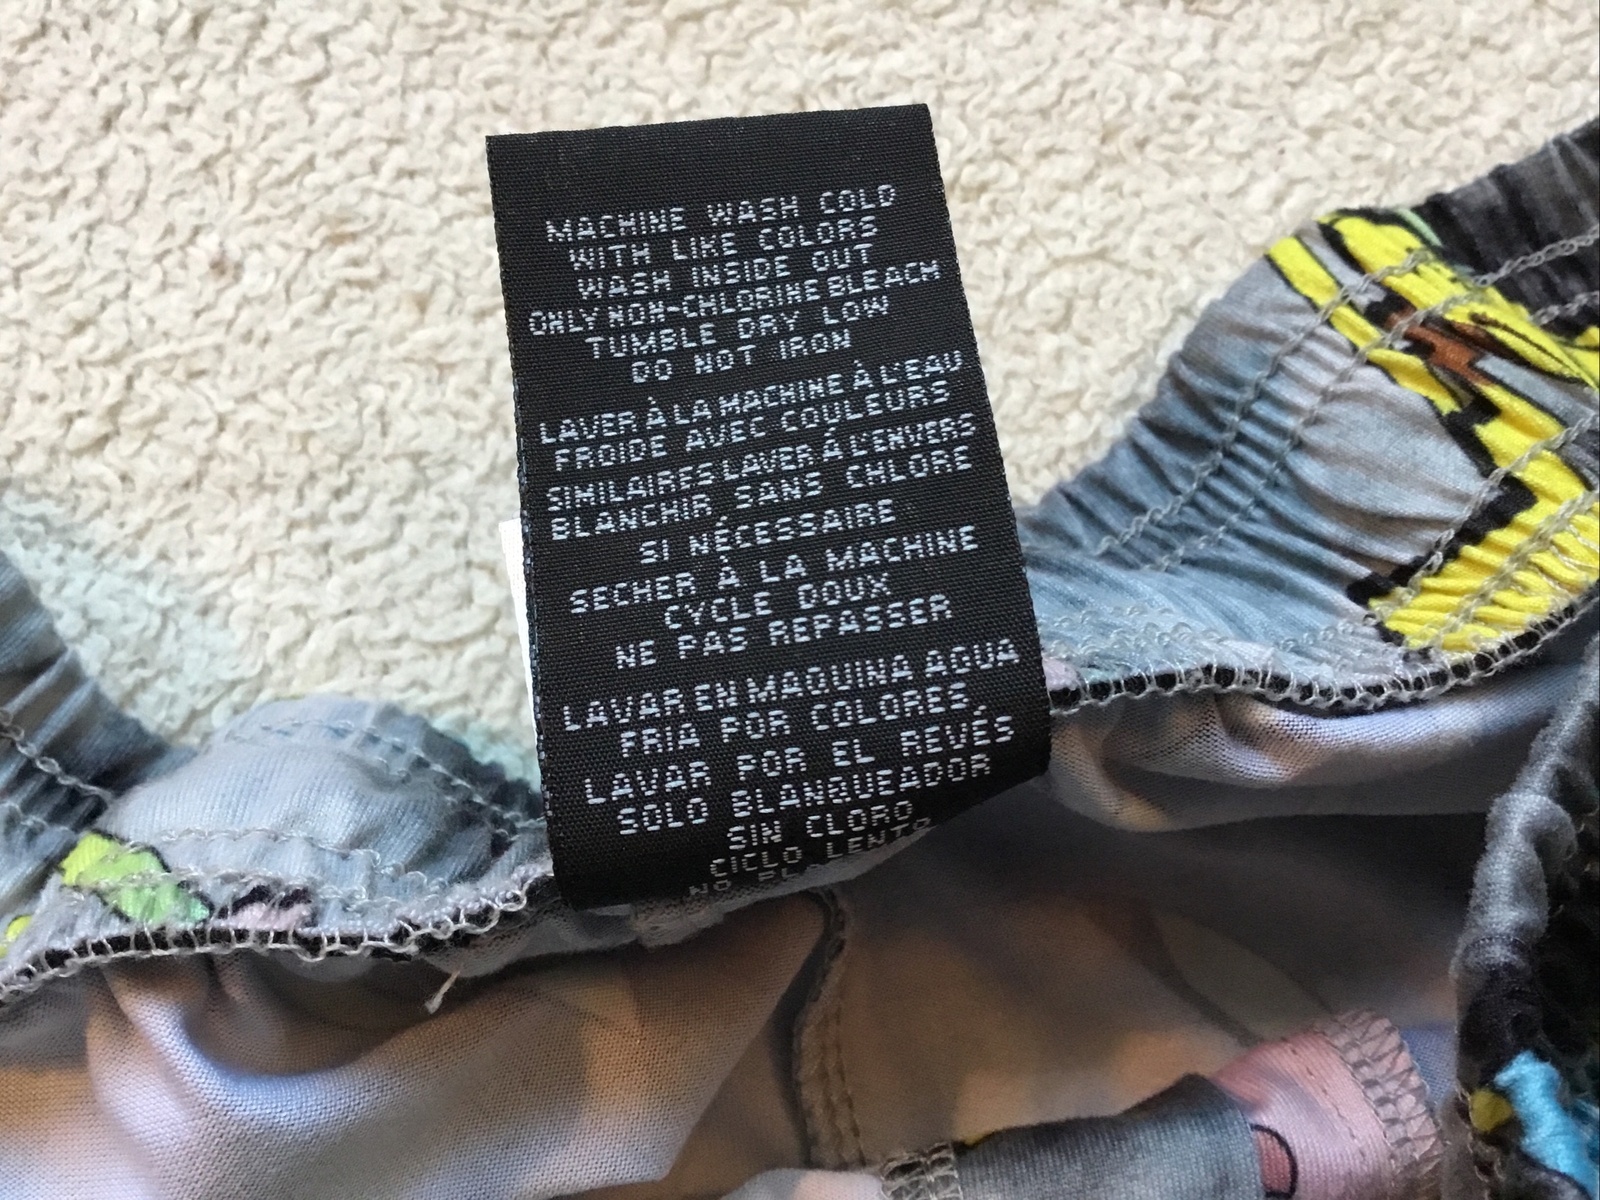 MACHINE WASH COLD
WITH LIKE COLORS
WASH INSIDE OUT
ONLY NON-CHLORINE BLEACH
TUMBLE DRY LOW
DO NOT IRON
LAVER À LA MACHINE À L'EAU
FROIDE AVEC COULEURS
SIMILAIRES LAVER À L'ENVERS
BLANCHIR SANS CHLORE
SI NÉCESSAIRE
SECHER À LA MACHINE
CYCLE DOUX
NE PAS REPASSER
LAVAR EN MAQUINA AGUA
FRIA POR COLORES,
LAVAR POR EL REVÉS
SOLO BLANQUEADOR
SIN CLORO
CICLO LENTO
NO